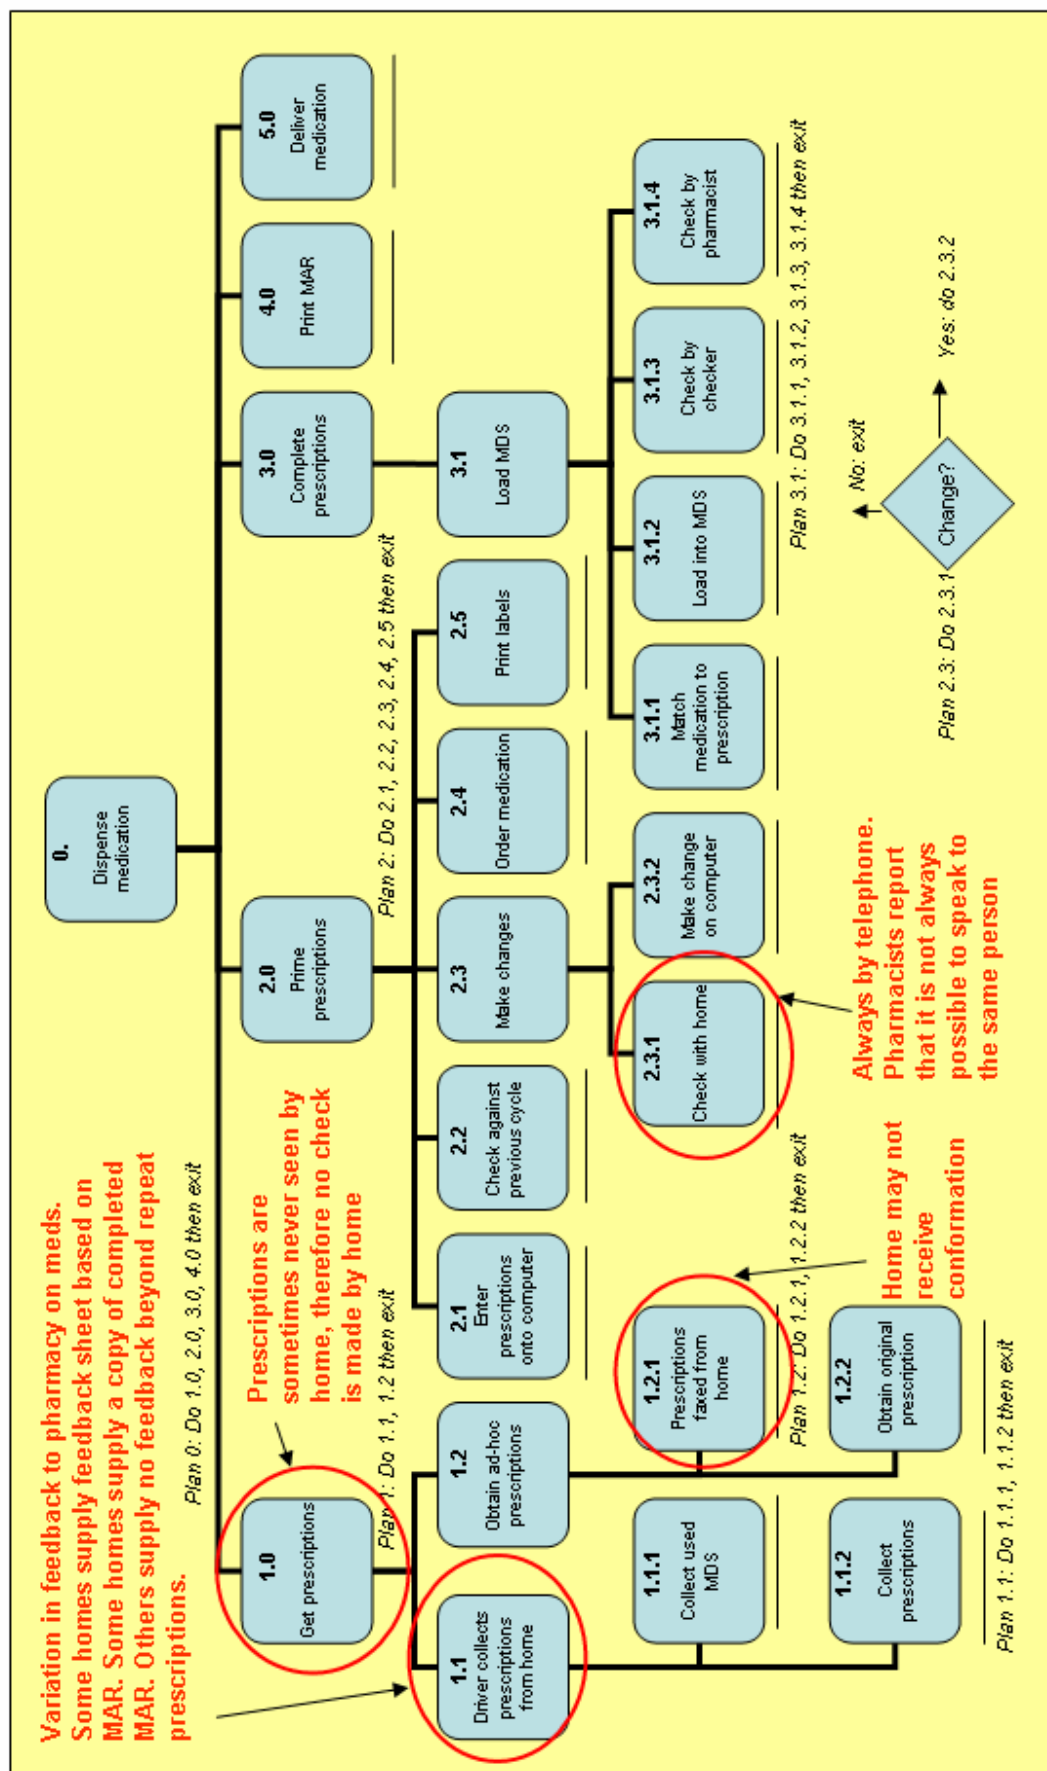 Variation in feedback to pharmacy on meds.
Some homes supply feedback sheet based on
MAR. Some homes supply a copy of completed
MAR. Others supply no feedback beyond repeat
prescriptions.
0.
Dispense
medication
Plan 0: Do 1.0, 2.0, 3.0, 4.0 then exit
Prescriptions are
sometimes never seen by
home, therefore no check
is made by home
1.0
Get prescriptions
2.0
Prime
prescriptions
3.0
Complete
prescriptions
4.0
Print MAR
5.0
Deliver
medication
Plan 1: Do 1.1, 1.2 then exit
Plan 2: Do 2.1, 2.2, 2.3, 2.4, 2.5 then exit
1.1
Driver collects
prescriptions
from home
1.2
Obtain ad-hoc
prescriptions
2.1
Enter
prescriptions
onto computer
2.2
Check against
previous cycle
2.3
Make changes
2.4
Order medication
2.5
Print labels
3.1
Load MDS
1.1.1
Collect used
MDS
1.2.1
Prescriptions
faxed from
home
2.3.1
Check with home
2.3.2
Make change
on computer
3.1.1
Match
medication to
prescription
3.1.2
Load into MDS
3.1.3
Check by
checker
3.1.4
Check by
pharmacist
Plan 1.2: Do 1.2.1, 1.2.2 then exit
Plan 3.1: Do 3.1.1, 3.1.2, 3.1.3, 3.1.4 then exit
1.1.2
Collect
prescriptions
1.2.2
Obtain original
prescription
Home may not
receive
conformation
Always by telephone.
Pharmacists report
that it is not always
possible to speak to
the same person
Plan 2.3: Do 2.3.1
Change?
No: exit
Yes: do 2.3.2
Plan 1.1: Do 1.1.1, 1.1.2 then exit